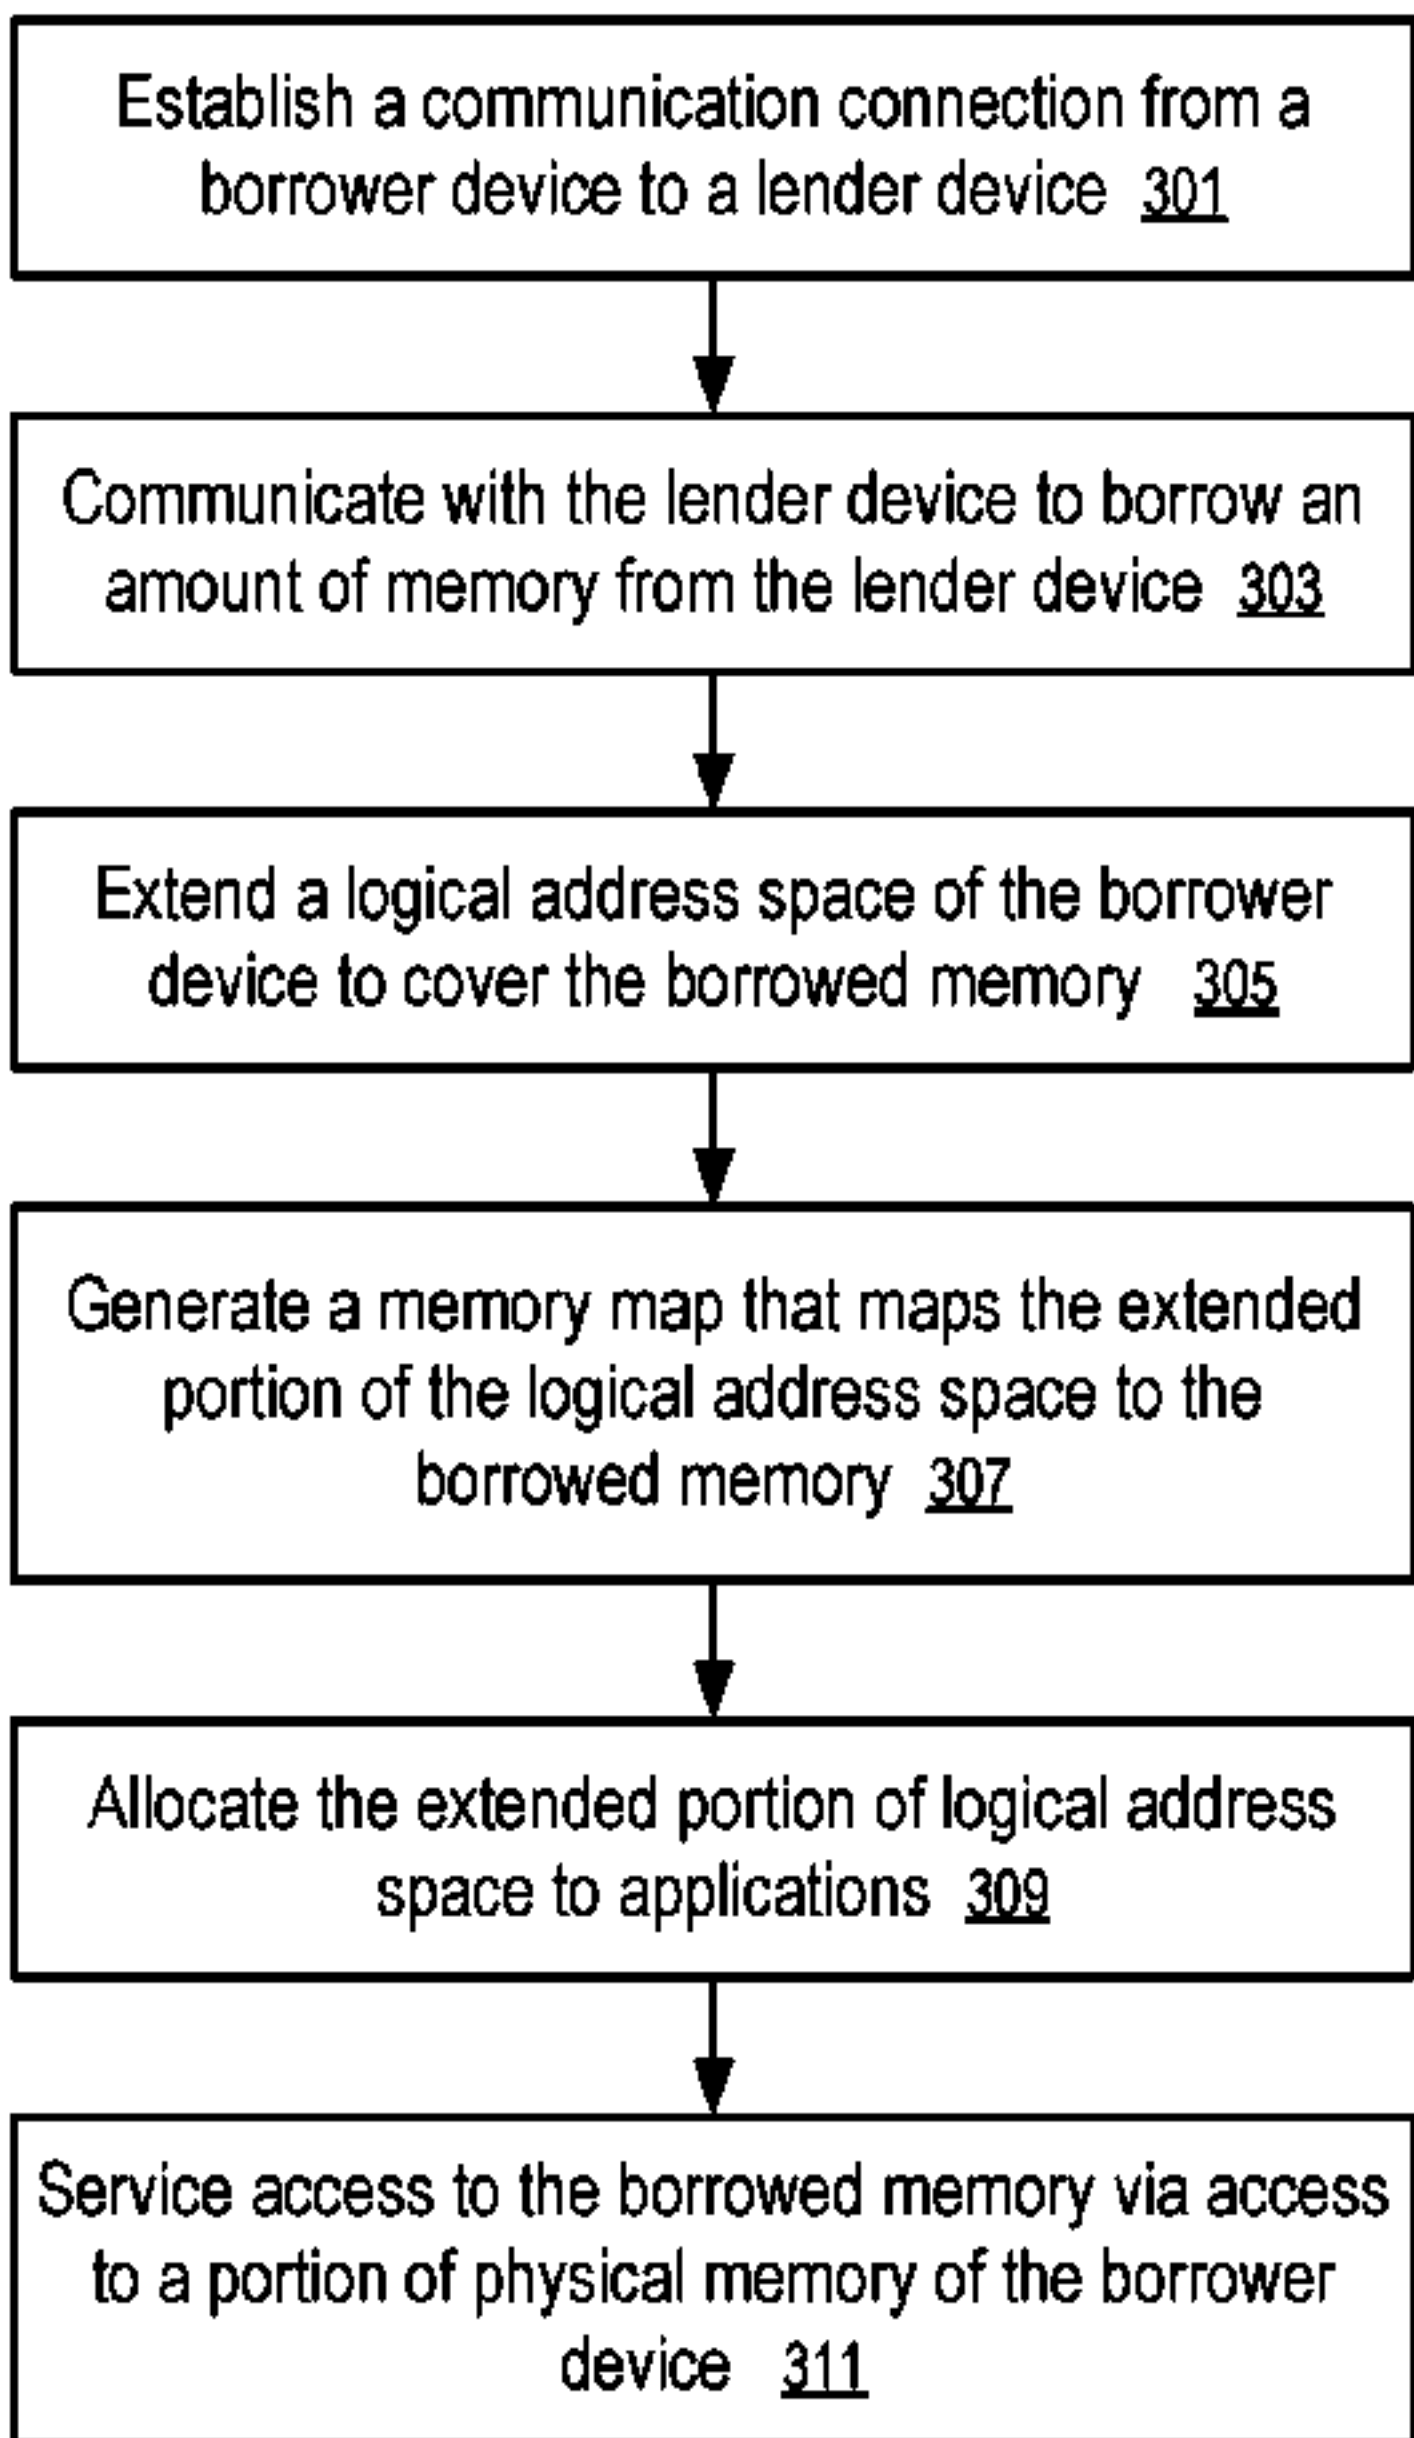 Establish a communication connection from a
borrower device to a lender device 301
Communicate with the lender device to borrow an
amount of memory from the lender device 303
Extend a logical address space of the borrower
device to cover the borrowed memory 305
Generate a memory map that maps the extended
portion of the logical address space to the
borrowed memory 307
Allocate the extended portion of logical address
space to applications 309
Service access to the borrowed memory via access
to a portion of physical memory of the borrower
device 311